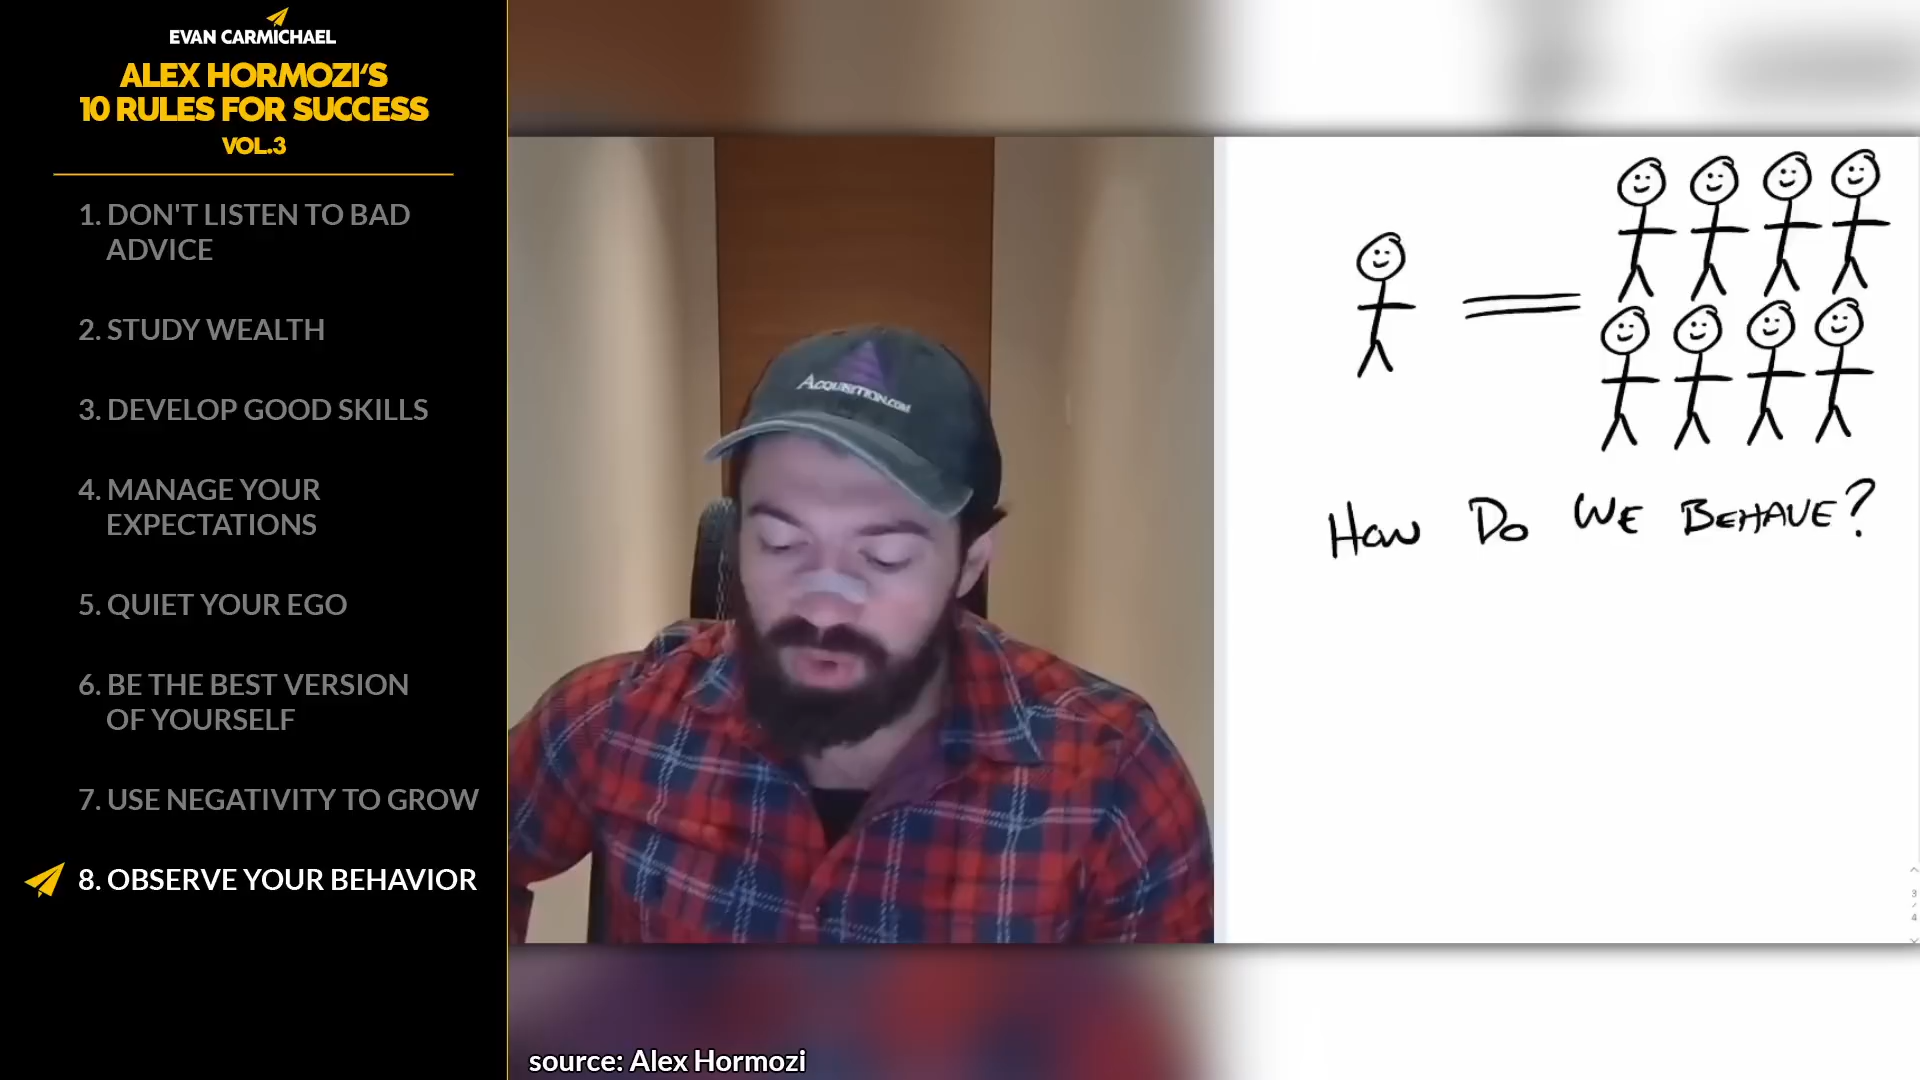 EVAN CARMICHAEL
ALEX HORMOZI'S
10 RULES FOR SUCCESS
VOL.3
1. DON'T LISTEN TO BAD
ADVICE
2. STUDY WEALTH
3. DEVELOP GOOD SKILLS
4. MANAGE YOUR
EXPECTATIONS
5. QUIET YOUR EGO
6. BE THE BEST VERSION
OF YOURSELF
7. USE NEGATIVITY TO GROW
8. OBSERVE YOUR BEHAVIOR
ACQUISITION.COM
HOW DO WE BEHAVE?
3
/
4
source: Alex Hormozi